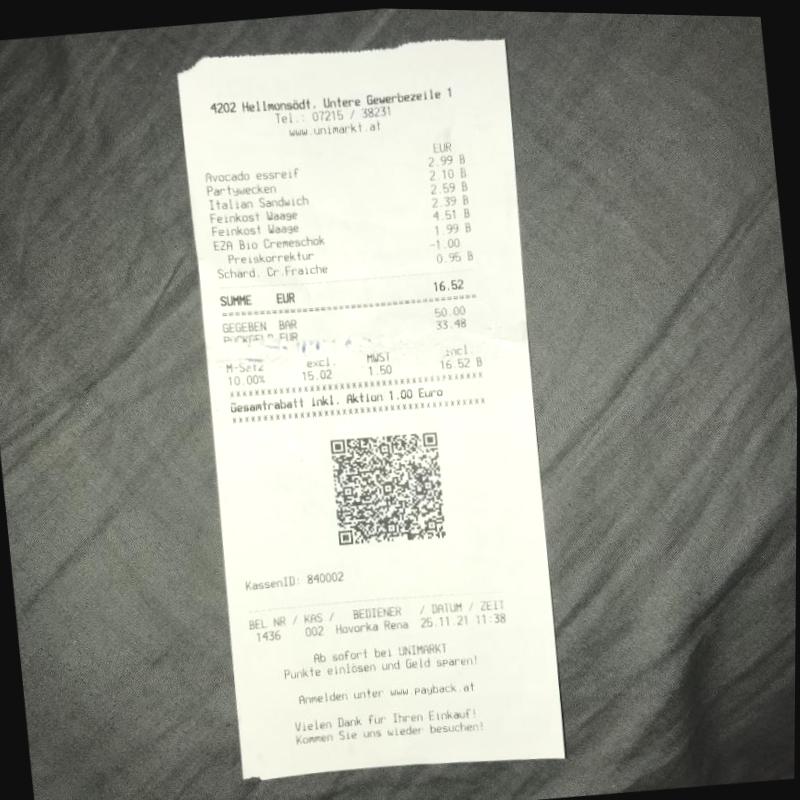 4202 Hellmonsödt, Untere Gewerbezeile 1
Tel.: 07215 / 38231
www.unimarkt.at
EUR
Avocado essreif 2.99 B
Partywecken 2.10 B
Italian Sandwich 2.59 B
Feinkost Waage 2.39 B
Feinkost Waage 4.51 B
EZA Bio Cremeschok 1.99 B
Preiskorrektur -1.00
Schärd. Cr.Fraiche 0.95 B
SUMME EUR 16.52
GEGEBEN BAR 50.00
RÜCKGELD EUR 33.48
M-Satz excl. MWST incl.
10.00% 15.02 1.50 16.52 B
xxxxxxxxxxxxxxxxxxxxxxxxxxxxxxxxxxxxxxxx
Gesamtrabatt inkl. Aktion 1.00 Euro
xxxxxxxxxxxxxxxxxxxxxxxxxxxxxxxxxxxxxxxx
KassenID: 840002
BEL NR / KAS / BEDIENER / DATUM / ZEIT
1436 002 Hovorka Rena 25.11.21 11:38
Ab sofort bei UNIMARKT
Punkte einlösen und Geld sparen!
Anmelden unter www.payback.at
Vielen Dank für Ihren Einkauf!
Kommen Sie uns wieder besuchen!